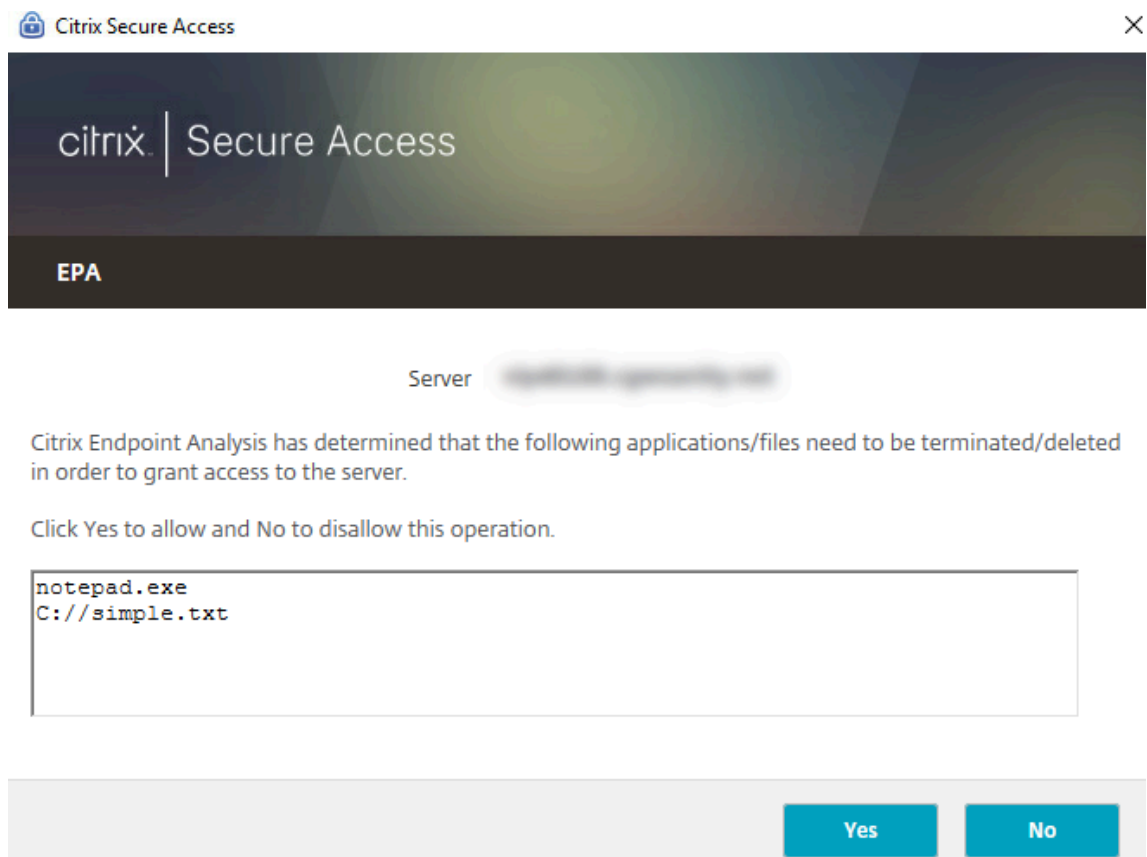 Citrix Secure Access
citrix. | Secure Access
EPA
Server
Citrix Endpoint Analysis has determined that the following applications/files need to be terminated/deleted
in order to grant access to the server.
Click Yes to allow and No to disallow this operation.
notepad.exe
C://simple.txt
Yes No